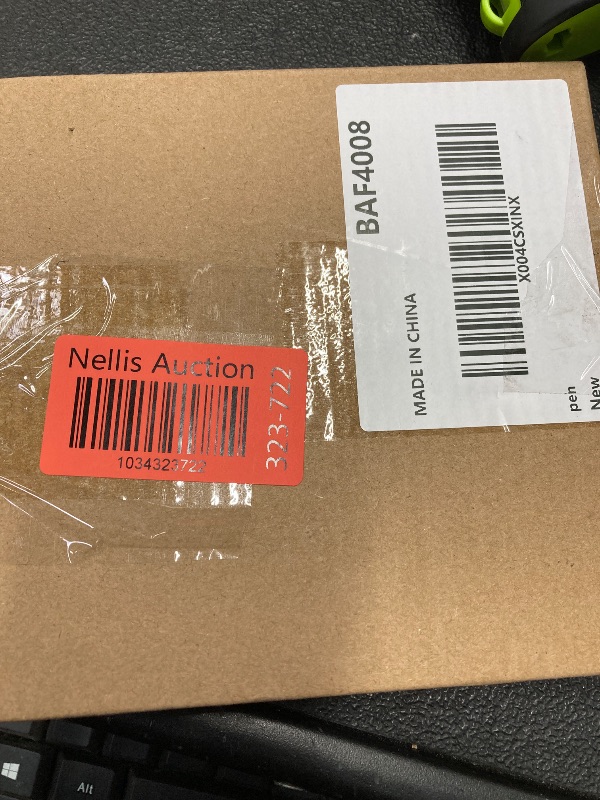 BAF4008
X004CSXINX
MADE IN CHINA
pen
New
Nellis Auction
1034323722
323-722
Alt